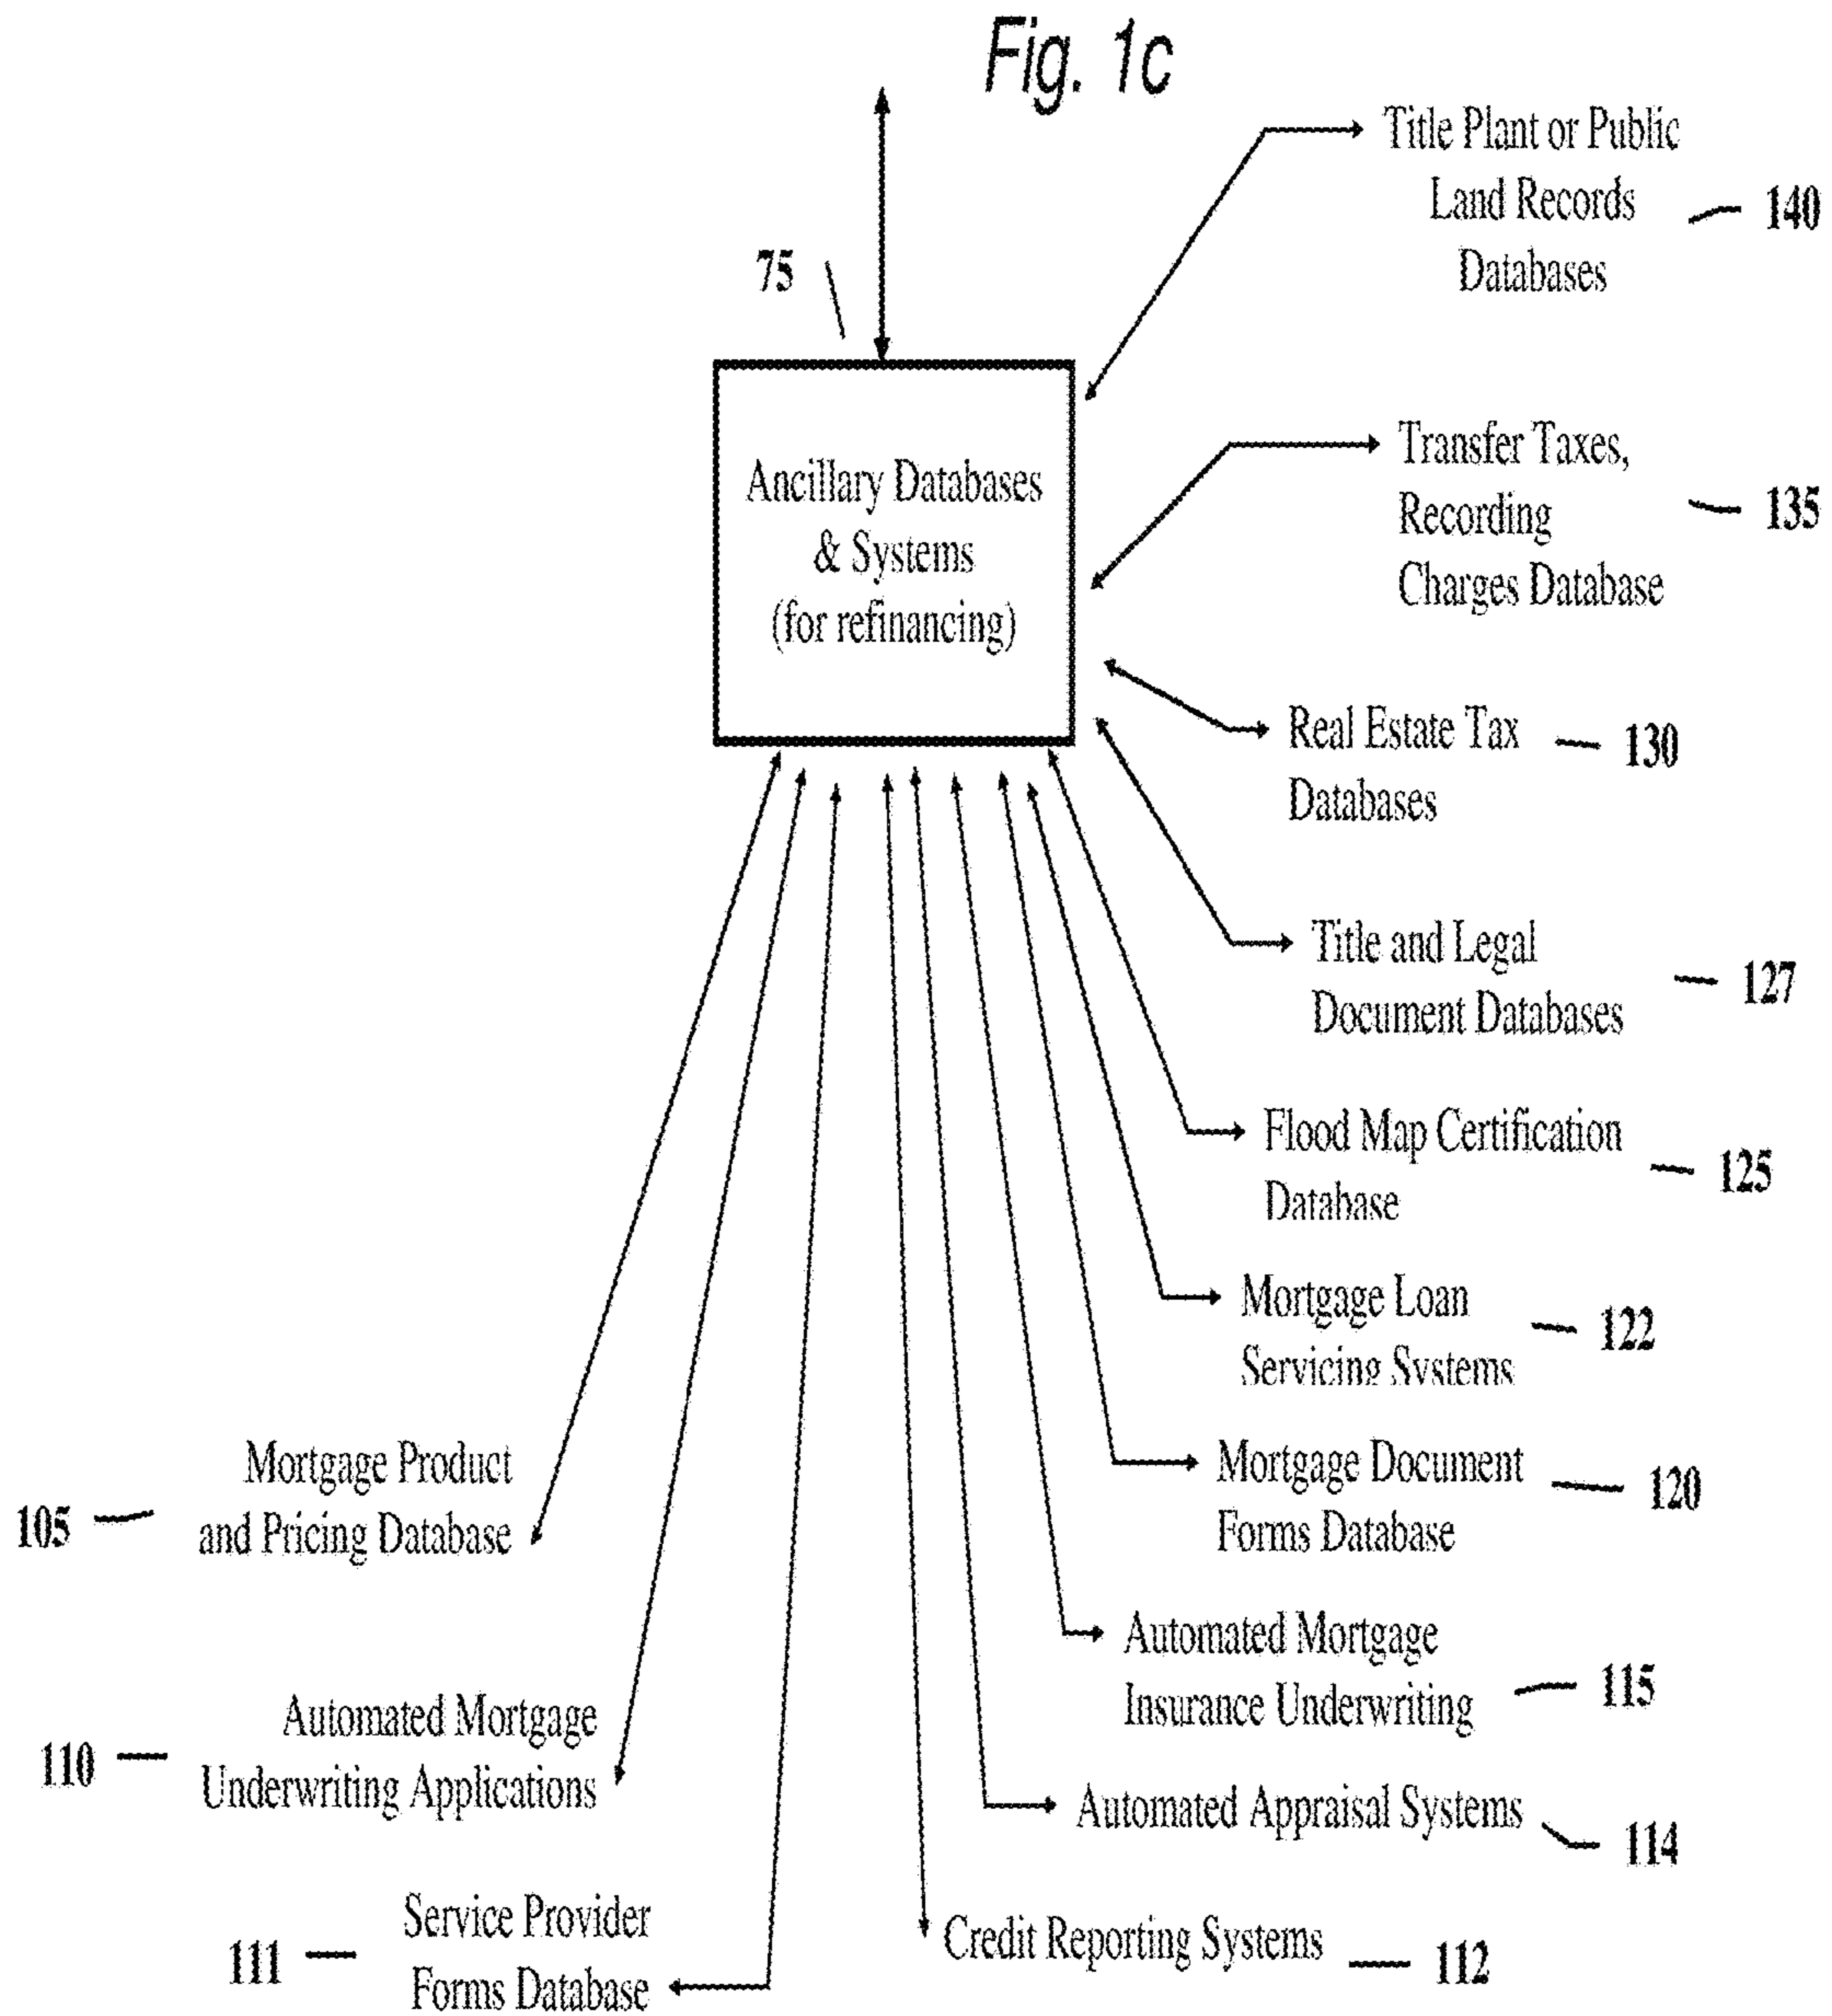 Fig. 1c
Title Plant or Public
Land Records
Databases
140
75
Ancillary Databases
& Systems
(for refinancing)
Transfer Taxes,
Recording
Charges Database
135
Real Estate Tax
Databases
130
Title and Legal
Document Databases
127
Flood Map Certification
Database
125
Mortgage Loan
Servicing Systems
122
Mortgage Product
and Pricing Database
105
Mortgage Document
Forms Database
120
Automated Mortgage
Insurance Underwriting
115
Automated Mortgage
Underwriting Applications
110
Automated Appraisal Systems
114
Service Provider
Forms Database
111
Credit Reporting Systems
112